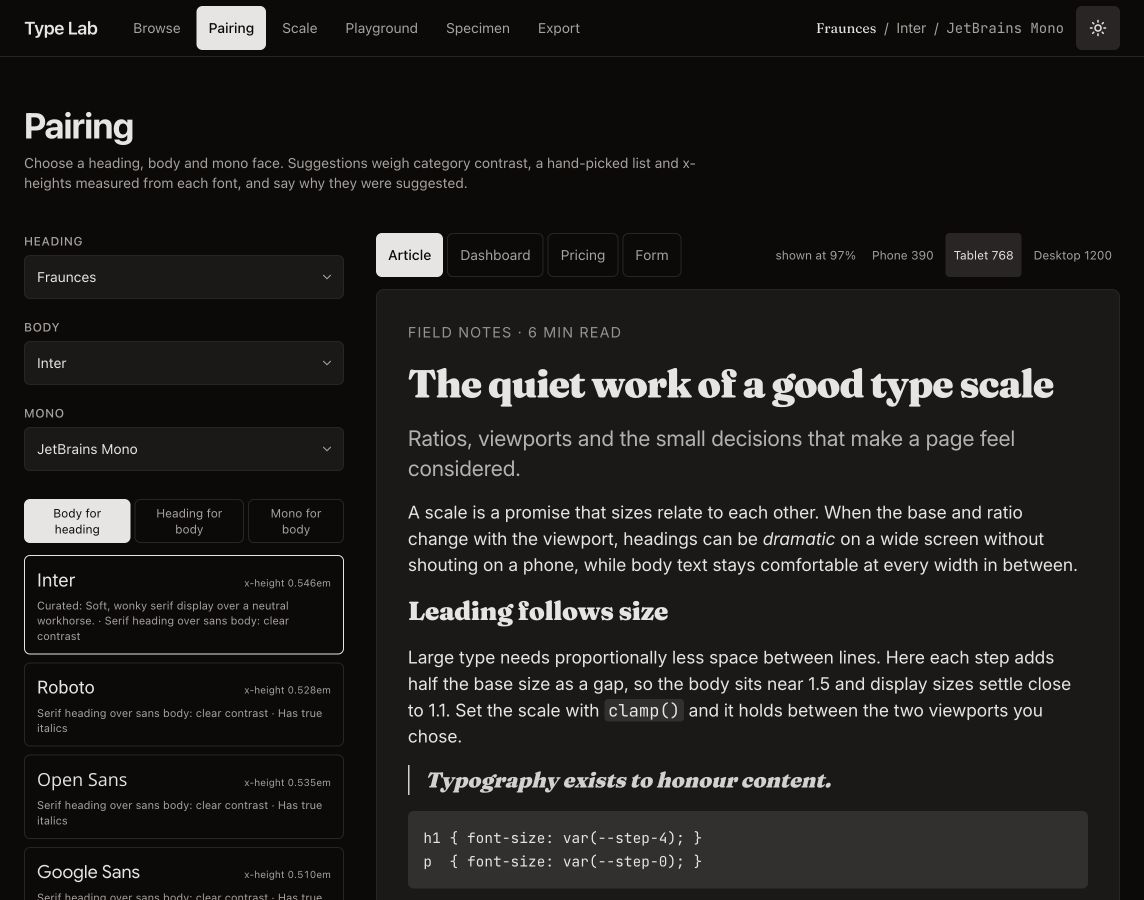 Type Lab
Browse
Pairing
Scale
Playground
Specimen
Export
Fraunces / Inter / JetBrains Mono
Pairing
Choose a heading, body and mono face. Suggestions weigh category contrast, a hand-picked list and x-
heights measured from each font, and say why they were suggested.
HEADING
Fraunces
BODY
Inter
MONO
JetBrains Mono
Body for
heading
Heading for
body
Mono for
body
Inter
x-height 0.546em
Curated: Soft, wonky serif display over a neutral
workhorse. · Serif heading over sans body: clear
contrast
Roboto
x-height 0.528em
Serif heading over sans body: clear contrast · Has true
italics
Open Sans
x-height 0.535em
Serif heading over sans body: clear contrast · Has true
italics
Google Sans
x-height 0.510em
Serif heading over sans body: clear contrast · Has true
Article
Dashboard
Pricing
Form
shown at 97%
Phone 390
Tablet 768
Desktop 1200
FIELD NOTES · 6 MIN READ
The quiet work of a good type scale
Ratios, viewports and the small decisions that make a page feel
considered.
A scale is a promise that sizes relate to each other. When the base and ratio
change with the viewport, headings can be dramatic on a wide screen without
shouting on a phone, while body text stays comfortable at every width in between.
Leading follows size
Large type needs proportionally less space between lines. Here each step adds
half the base size as a gap, so the body sits near 1.5 and display sizes settle close
to 1.1. Set the scale with clamp() and it holds between the two viewports you
chose.
Typography exists to honour content.
h1 { font-size: var(--step-4); }
p  { font-size: var(--step-0); }